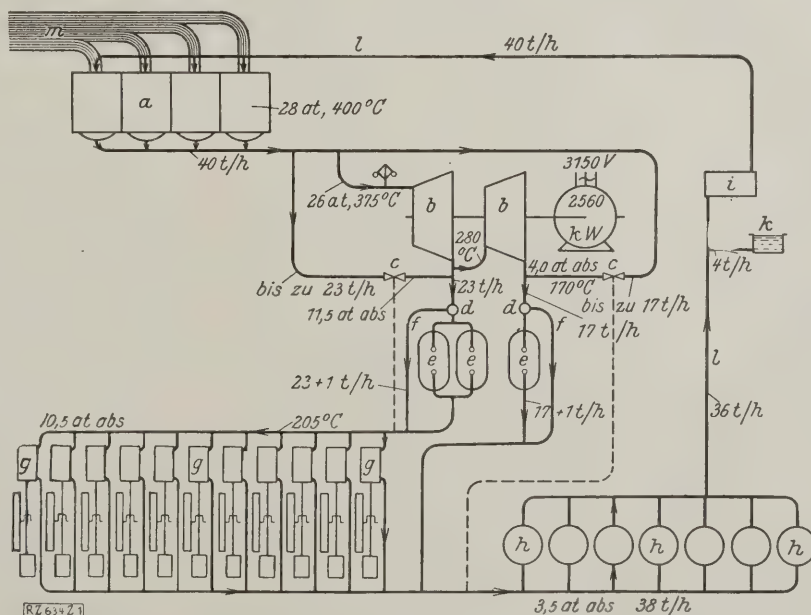 m
l
40 t/h
a
28 at, 400°C
40 t/h
3150 V
i
26 at, 375°C
b
b
2560
kW
k
280
°C
4 t/h
c
4,0 at abs
c
bis zu 23 t/h
23 t/h
170°C
bis zu 17 t/h
11,5 at abs
d
d
f
f
17 t/h
l
e
e
e
23 + 1 t/h
36 t/h
10,5 at abs
205°C
17 + 1 t/h
g
g
h
h
h
3,5 at abs
38 t/h
RZ 634 Z1